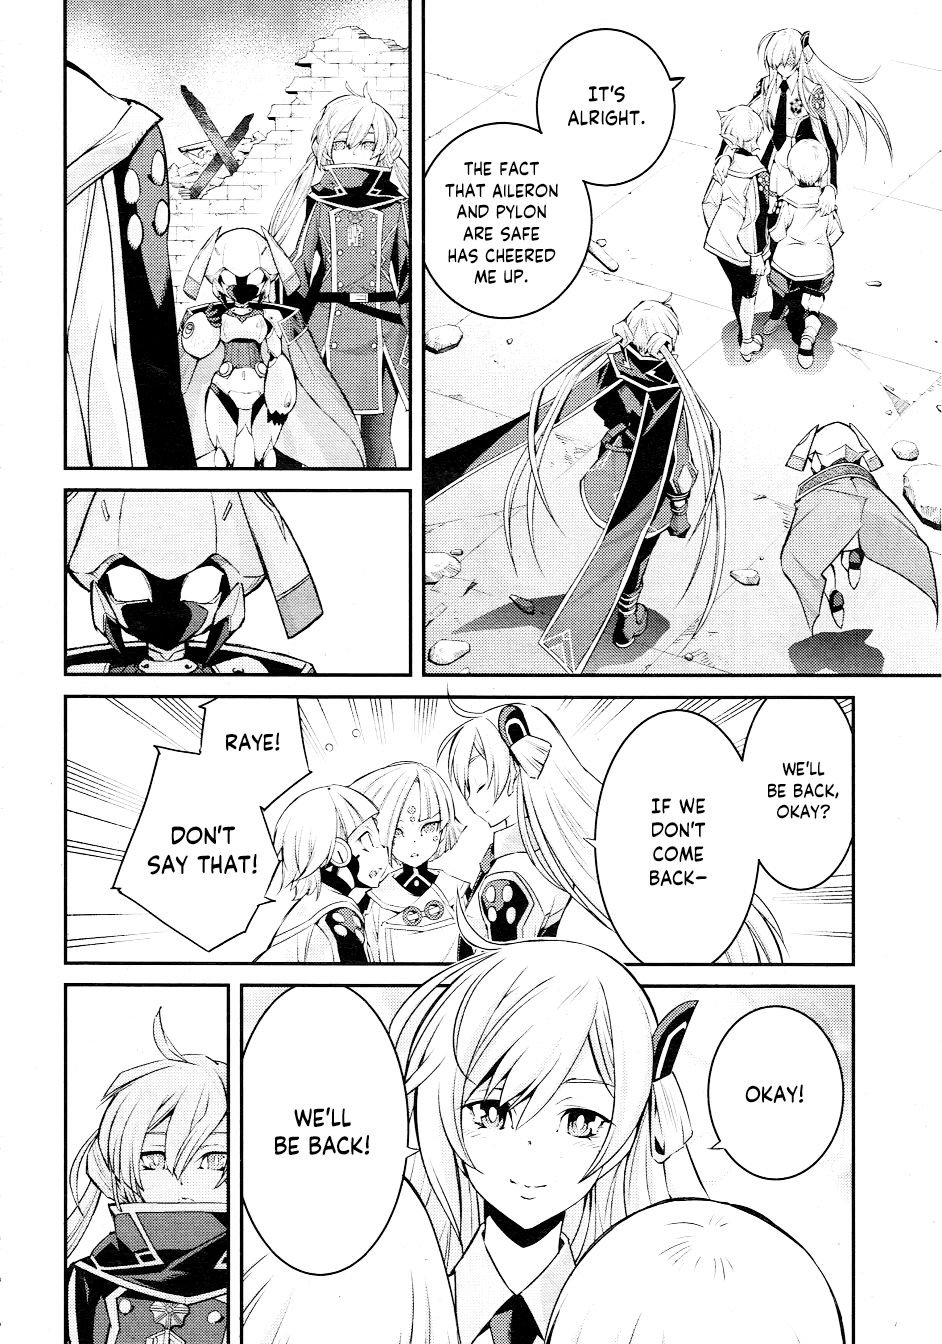 IT'S
ALRIGHT.
THE FACT
THAT AILERON
AND PYLON
ARE SAFE
HAS CHEERED
ME UP.
WE'LL
BE BACK,
OKAY?
IF WE
DON'T
COME
BACK–
RAYE!
DON'T
SAY THAT!
OKAY!
WE'LL
BE BACK!